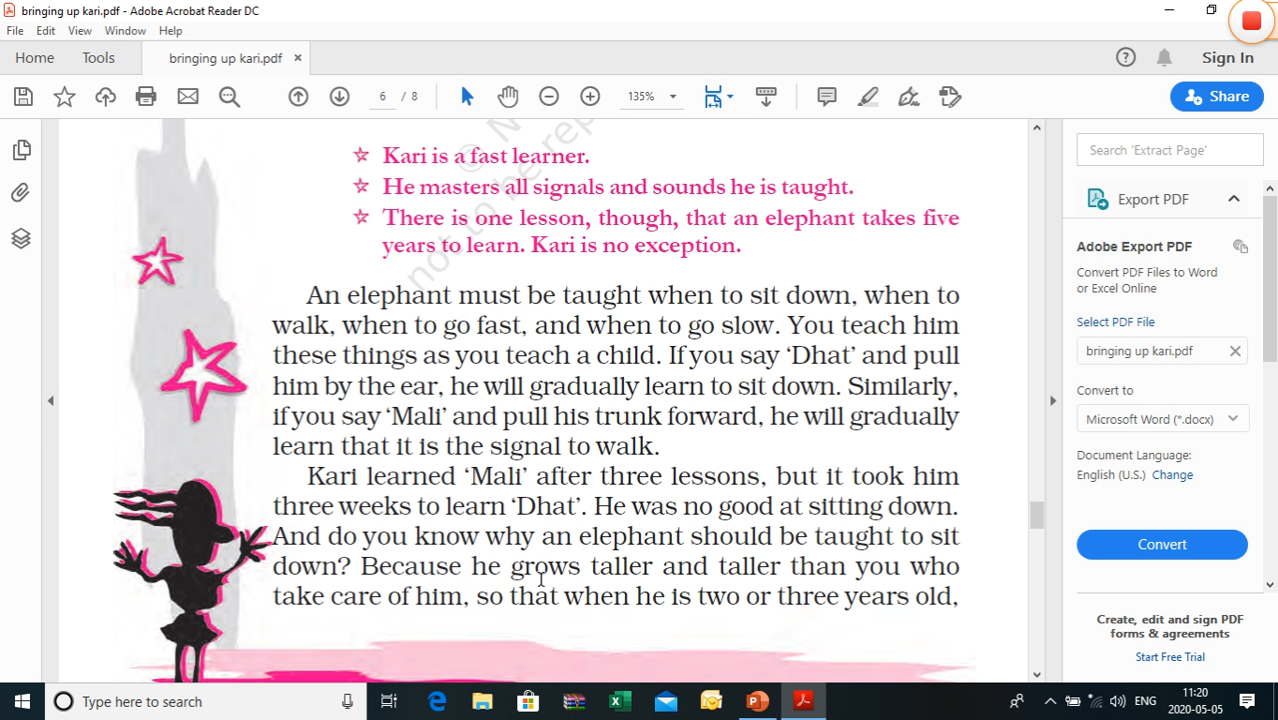 bringing up kari.pdf - Adobe Acrobat Reader DC
File Edit View Window Help
Home Tools bringing up kari.pdf × Sign In
6 / 8 135% Share
© N
not to be rep
☆ Kari is a fast learner.
☆ He masters all signals and sounds he is taught.
☆ There is one lesson, though, that an elephant takes five
years to learn. Kari is no exception.
An elephant must be taught when to sit down, when to
walk, when to go fast, and when to go slow. You teach him
these things as you teach a child. If you say ‘Dhat’ and pull
him by the ear, he will gradually learn to sit down. Similarly,
if you say ‘Mali’ and pull his trunk forward, he will gradually
learn that it is the signal to walk.
Kari learned ‘Mali’ after three lessons, but it took him
three weeks to learn ‘Dhat’. He was no good at sitting down.
And do you know why an elephant should be taught to sit
down? Because he grows taller and taller than you who
take care of him, so that when he is two or three years old,
Search 'Extract Page'
Export PDF
Adobe Export PDF
Convert PDF Files to Word
or Excel Online
Select PDF File
bringing up kari.pdf
Convert to
Microsoft Word (*.docx)
Document Language:
English (U.S.) Change
Convert
Create, edit and sign PDF
forms & agreements
Start Free Trial
Type here to search
ENG
11:20
2020-05-05